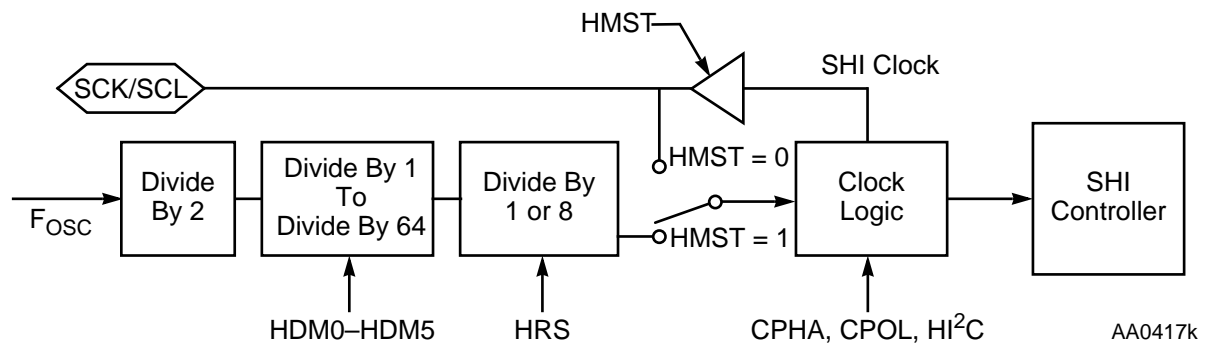 HMST
SCK/SCL
SHI Clock
HMST = 0
Divide
By 2
Divide By 1
To
Divide By 64
Divide By
1 or 8
Clock
Logic
SHI
Controller
F_OSC
HMST = 1
HDM0–HDM5
HRS
CPHA, CPOL, HI²C
AA0417k